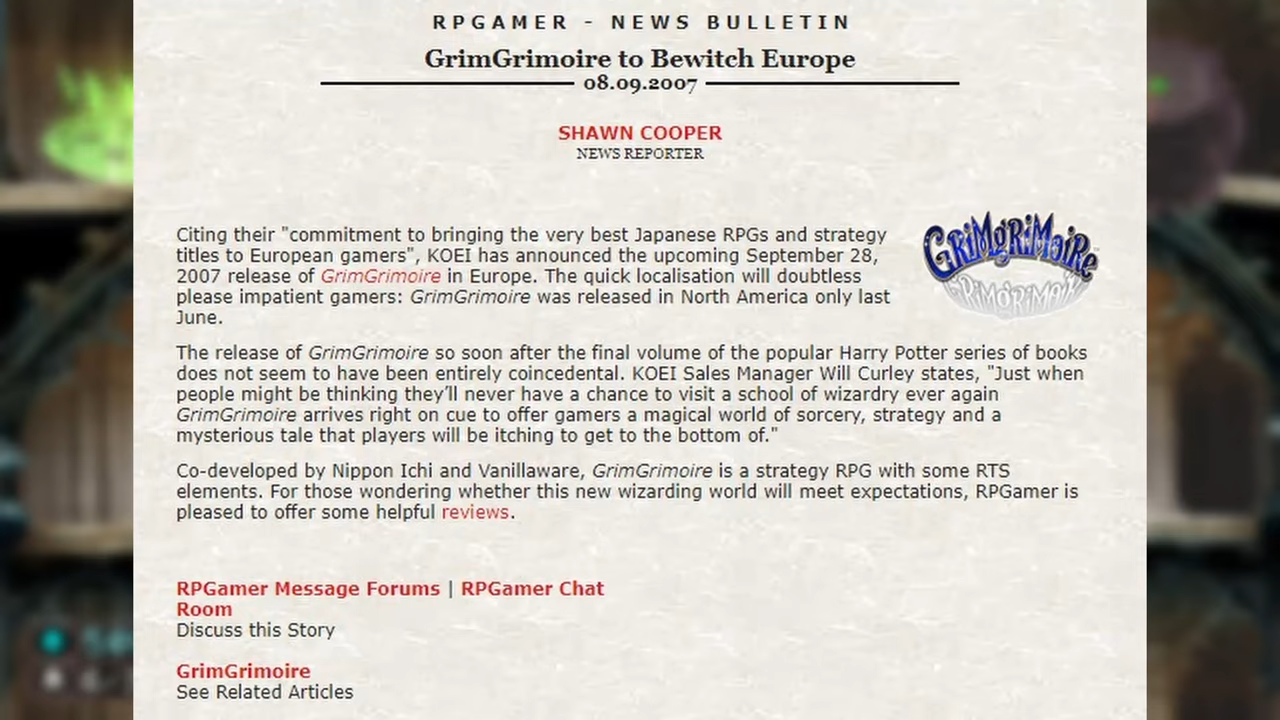 RPGAMER - NEWS BULLETIN
GrimGrimoire to Bewitch Europe
08.09.2007
SHAWN COOPER
NEWS REPORTER
GRiMgRiMoiRe
Citing their "commitment to bringing the very best Japanese RPGs and strategy
titles to European gamers", KOEI has announced the upcoming September 28,
2007 release of GrimGrimoire in Europe. The quick localisation will doubtless
please impatient gamers: GrimGrimoire was released in North America only last
June.
The release of GrimGrimoire so soon after the final volume of the popular Harry Potter series of books
does not seem to have been entirely coincedental. KOEI Sales Manager Will Curley states, "Just when
people might be thinking they'll never have a chance to visit a school of wizardry ever again
GrimGrimoire arrives right on cue to offer gamers a magical world of sorcery, strategy and a
mysterious tale that players will be itching to get to the bottom of."
Co-developed by Nippon Ichi and Vanillaware, GrimGrimoire is a strategy RPG with some RTS
elements. For those wondering whether this new wizarding world will meet expectations, RPGamer is
pleased to offer some helpful reviews.
RPGamer Message Forums | RPGamer Chat
Room
Discuss this Story
GrimGrimoire
See Related Articles